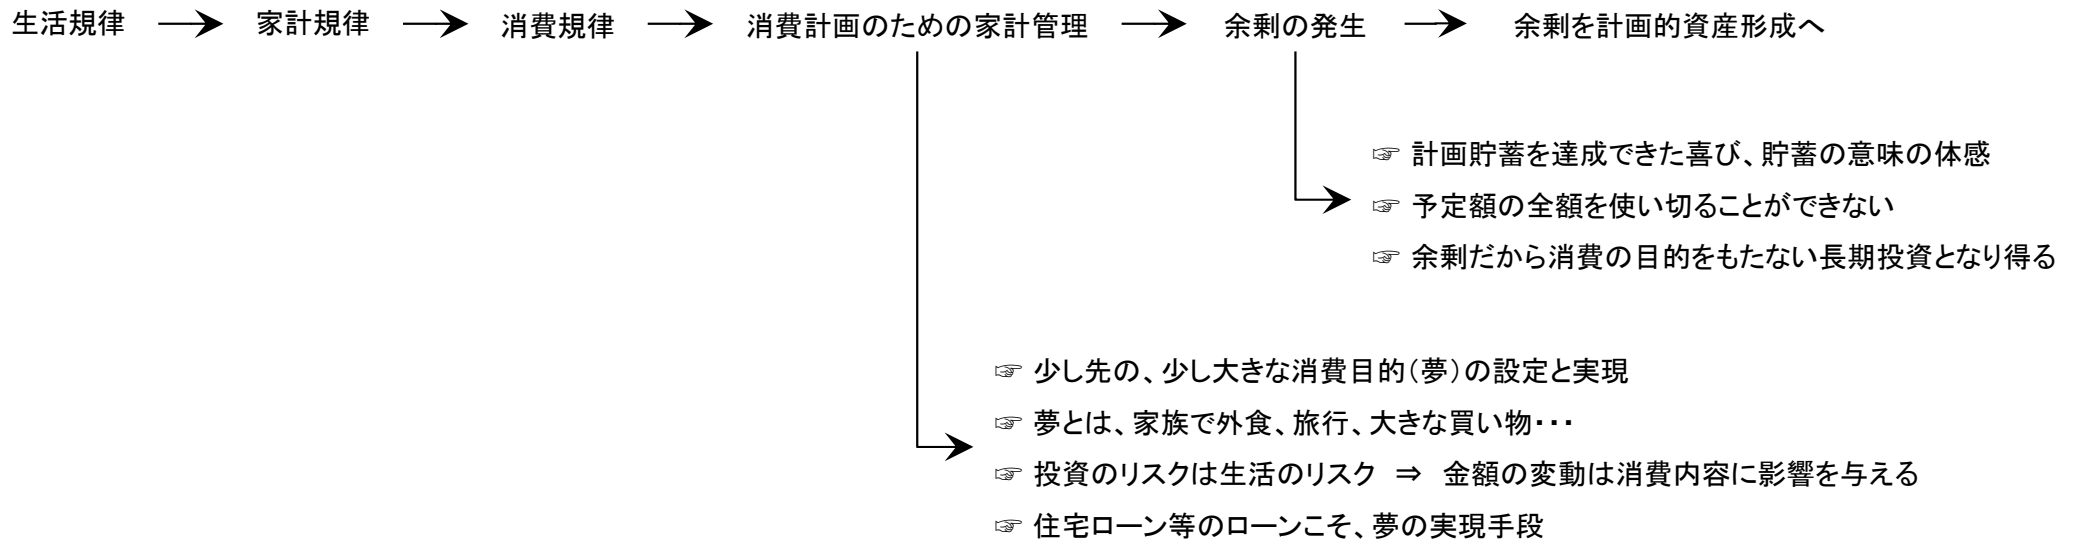 生活規律 → 家計規律 → 消費規律 → 消費計画のための家計管理 → 余剰の発生 → 余剰を計画的資産形成へ
☞ 計画貯蓄を達成できた喜び、貯蓄の意味の体感
☞ 予定額の全額を使い切ることができない
☞ 余剰だから消費の目的をもたない長期投資となり得る
☞ 少し先の、少し大きな消費目的（夢）の設定と実現
☞ 夢とは、家族で外食、旅行、大きな買い物・・・
☞ 投資のリスクは生活のリスク ⇒ 金額の変動は消費内容に影響を与える
☞ 住宅ローン等のローンこそ、夢の実現手段